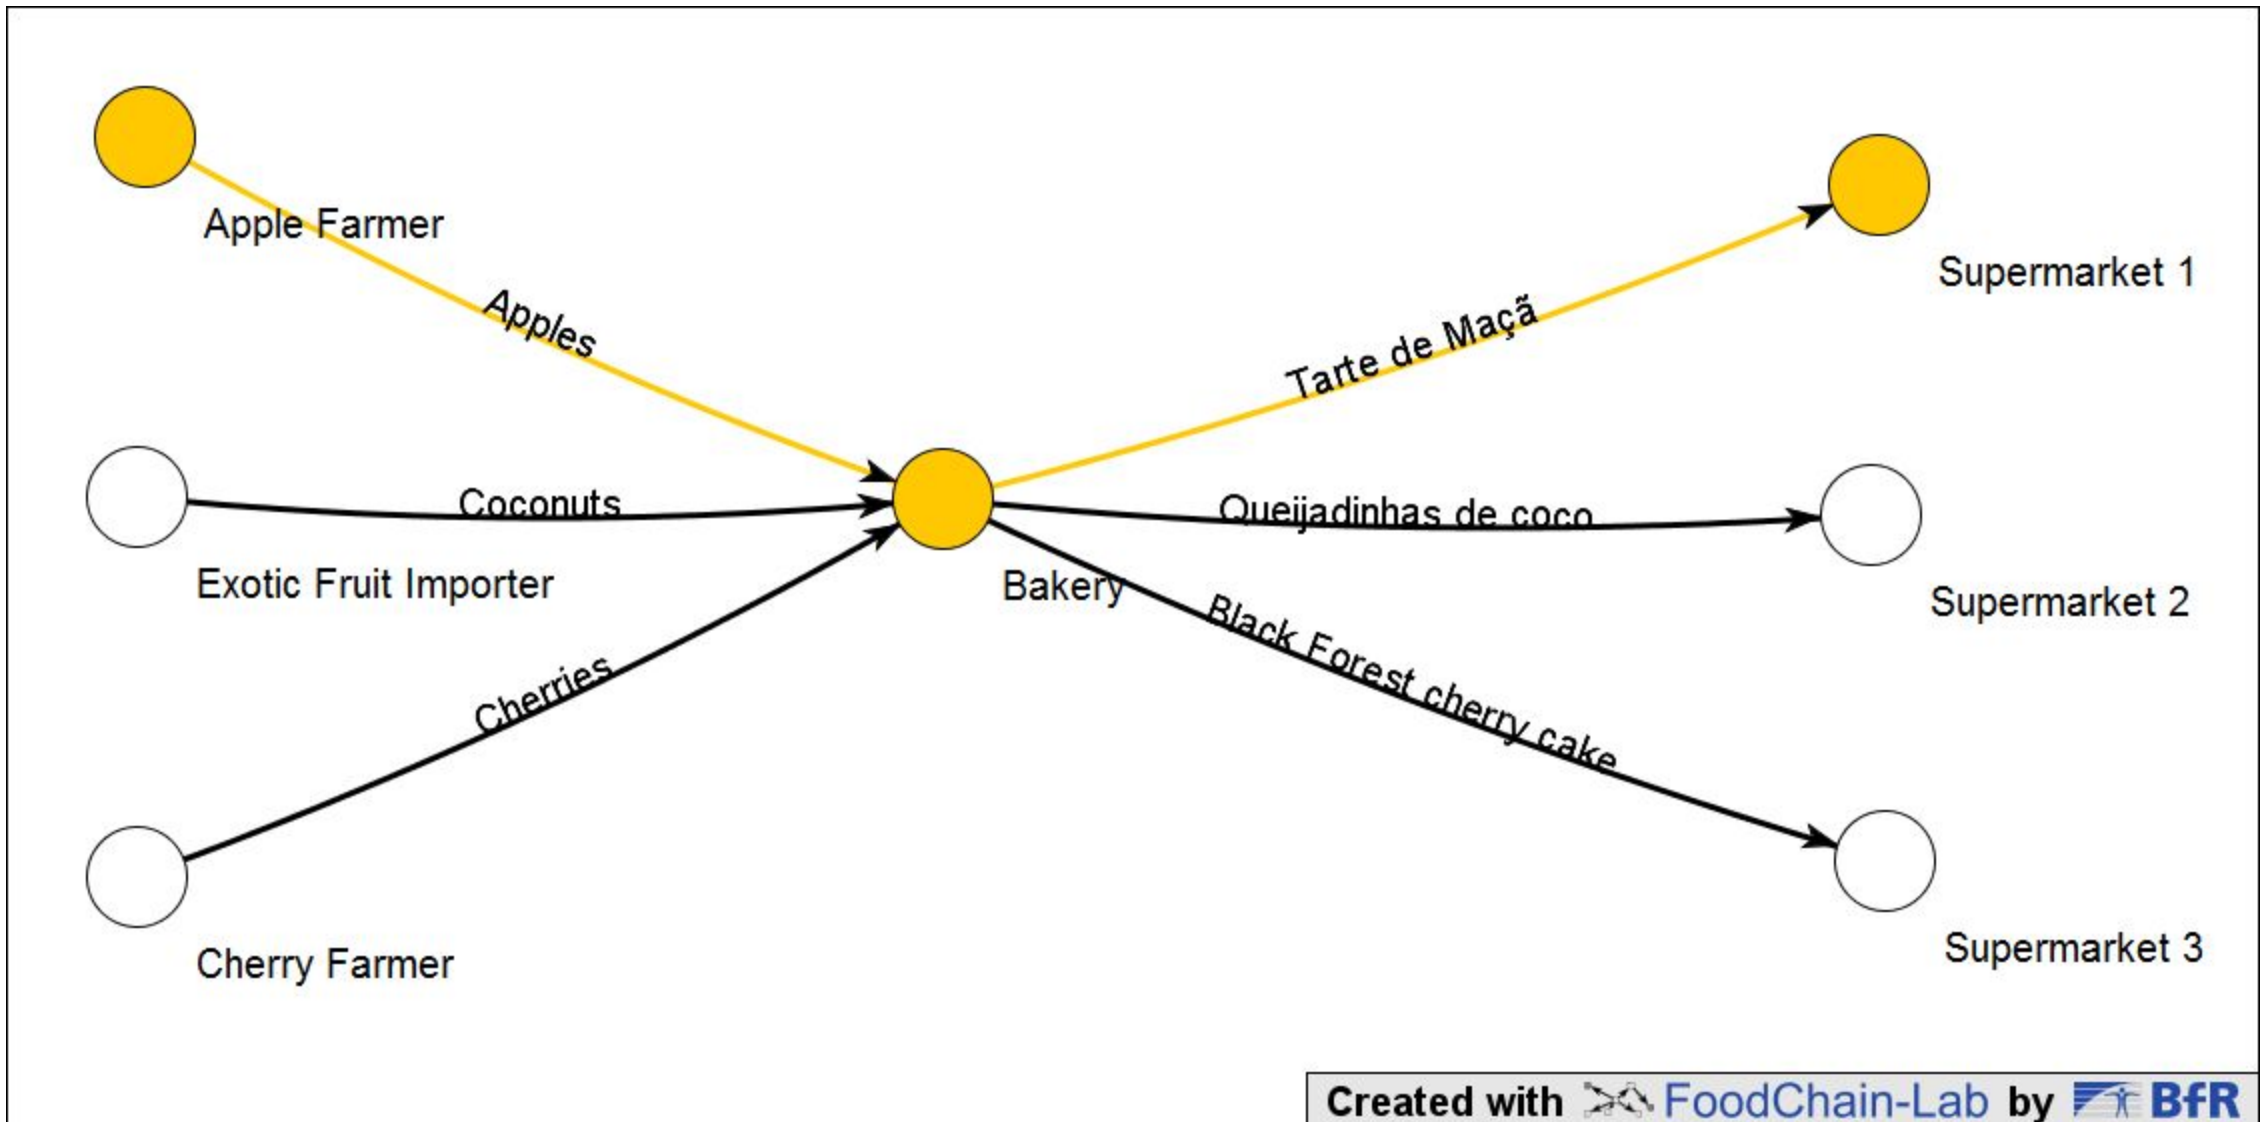 Apple Farmer
Apples
Tarte de Maçã
Supermarket 1
Coconuts
Exotic Fruit Importer
Bakery
Queijadinhas de coco
Supermarket 2
Cherries
Cherry Farmer
Black Forest cherry cake
Supermarket 3
Created with FoodChain-Lab by BfR